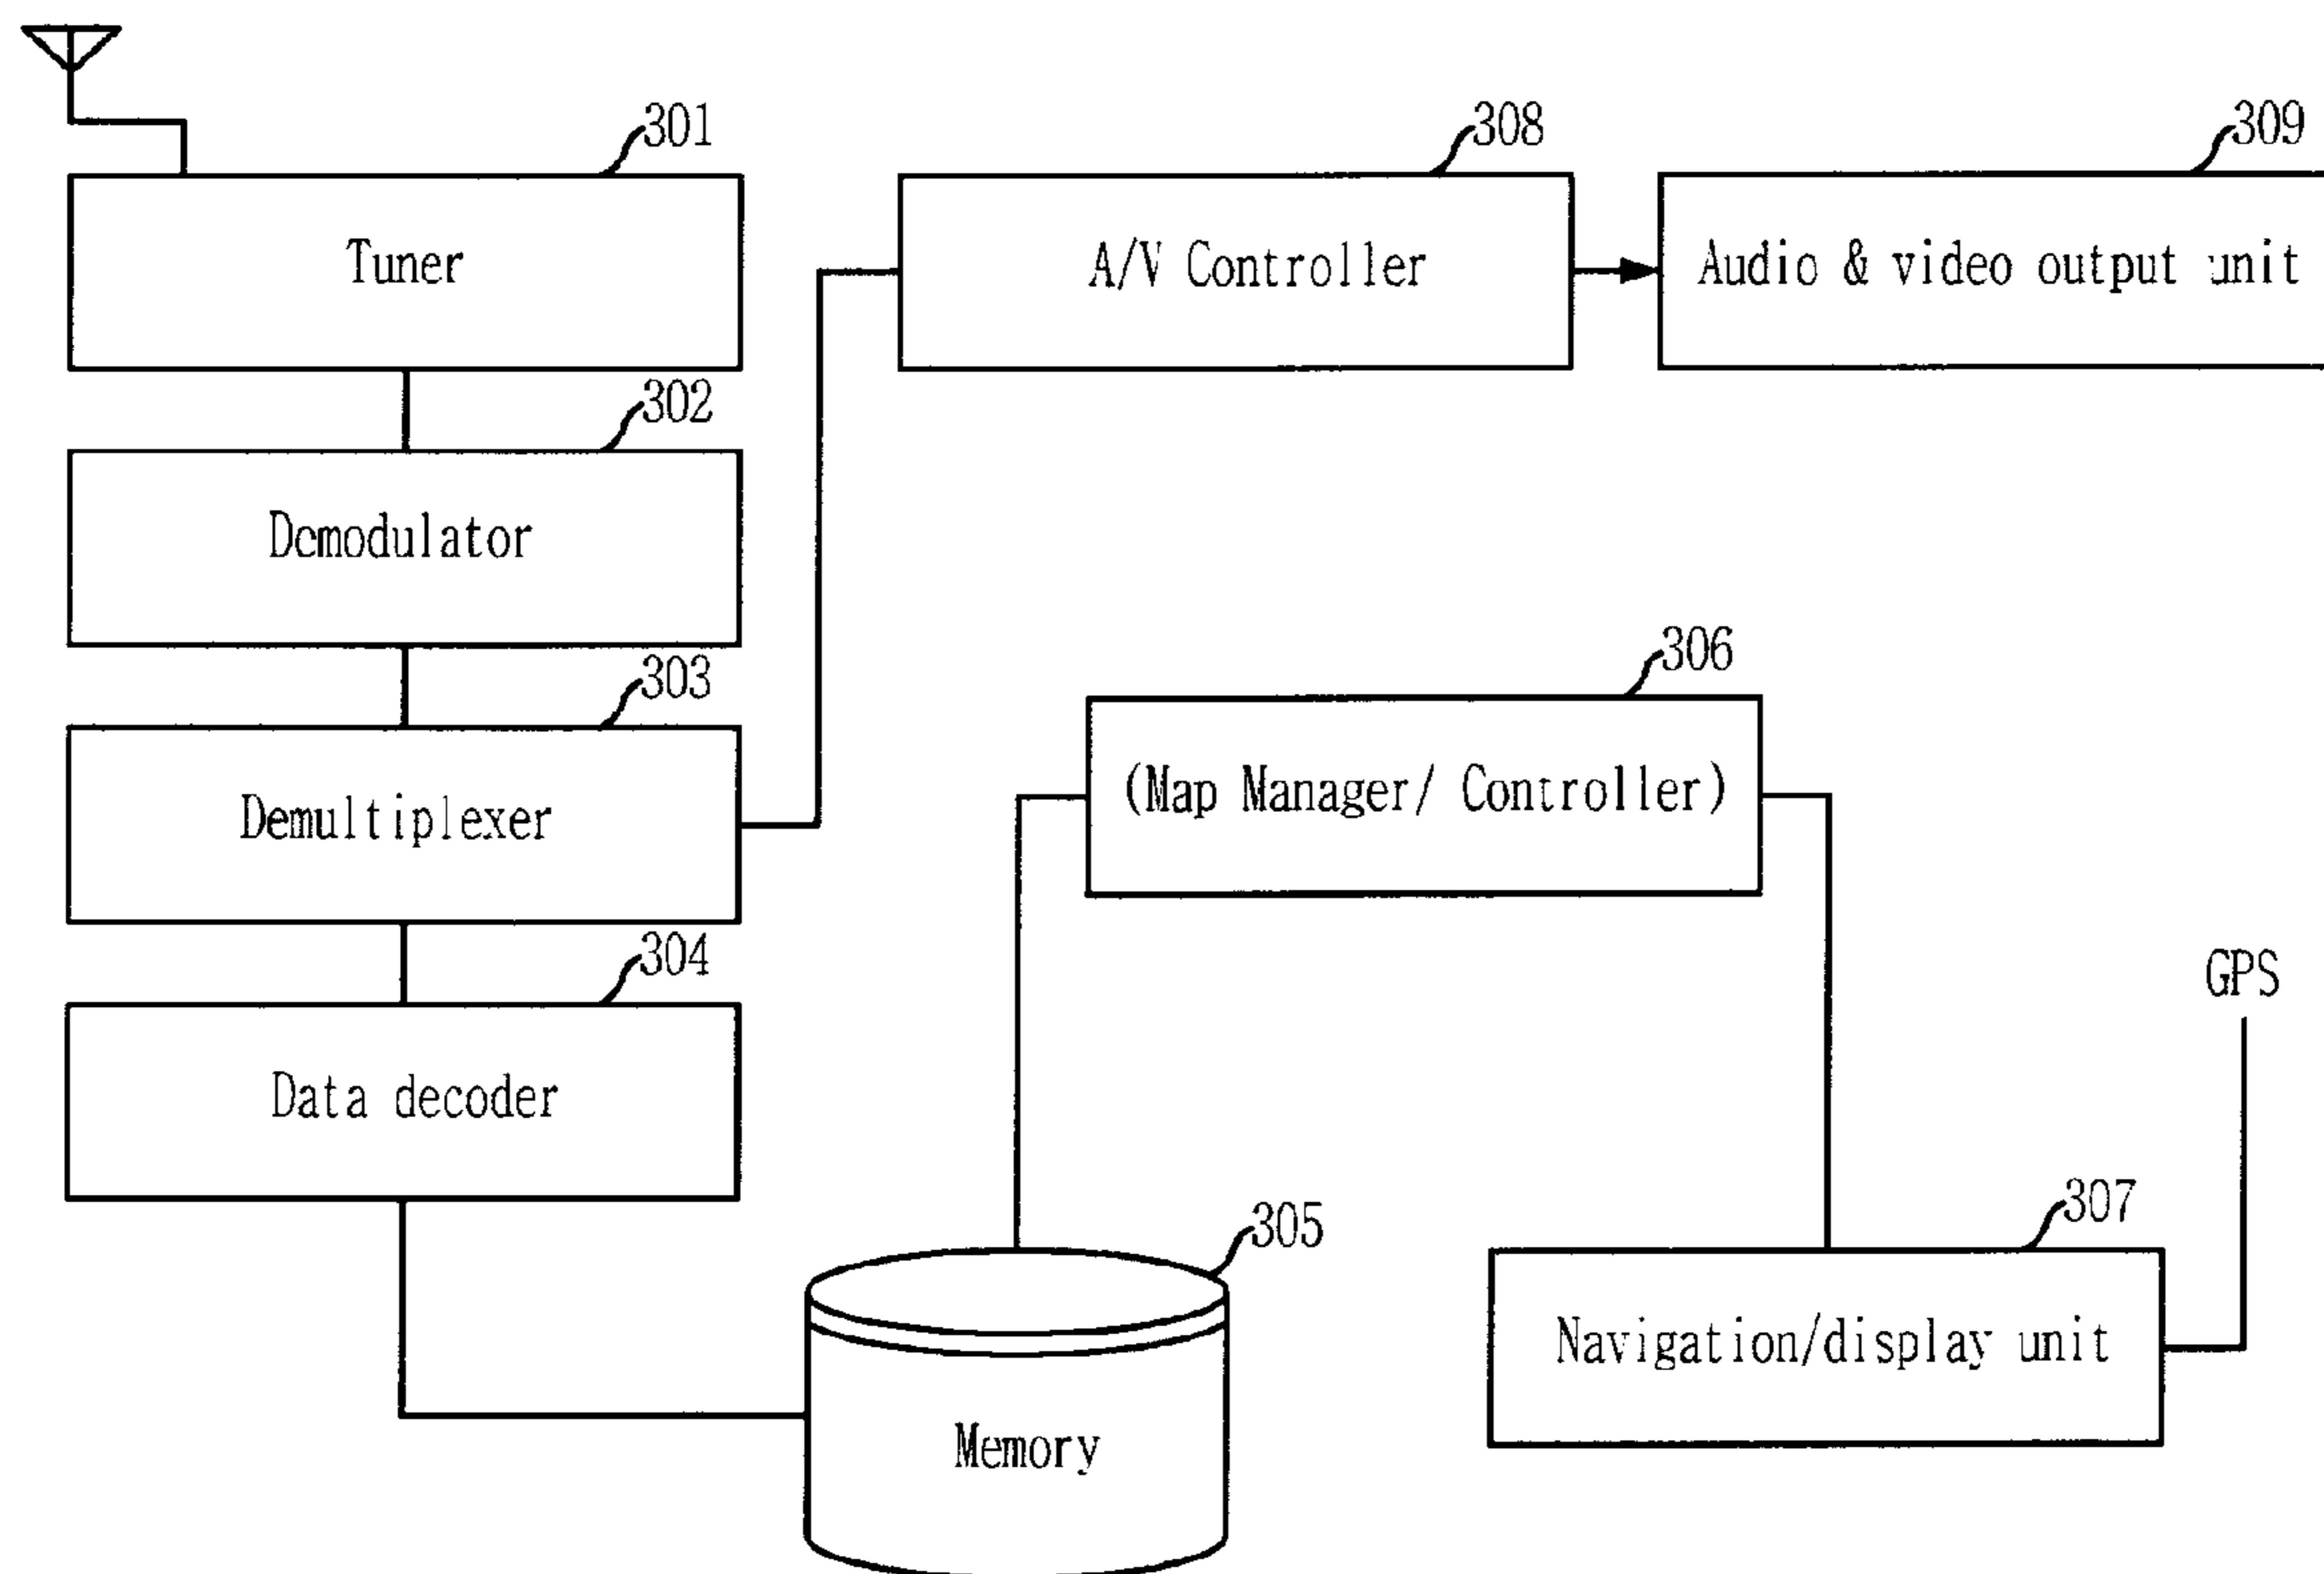 301
308
309
Tuner
A/V Controller
Audio & video output unit
302
Demodulator
303
306
Demultiplexer
(Map Manager/ Controller)
304
GPS
Data decoder
305
307
Navigation/display unit
Memory